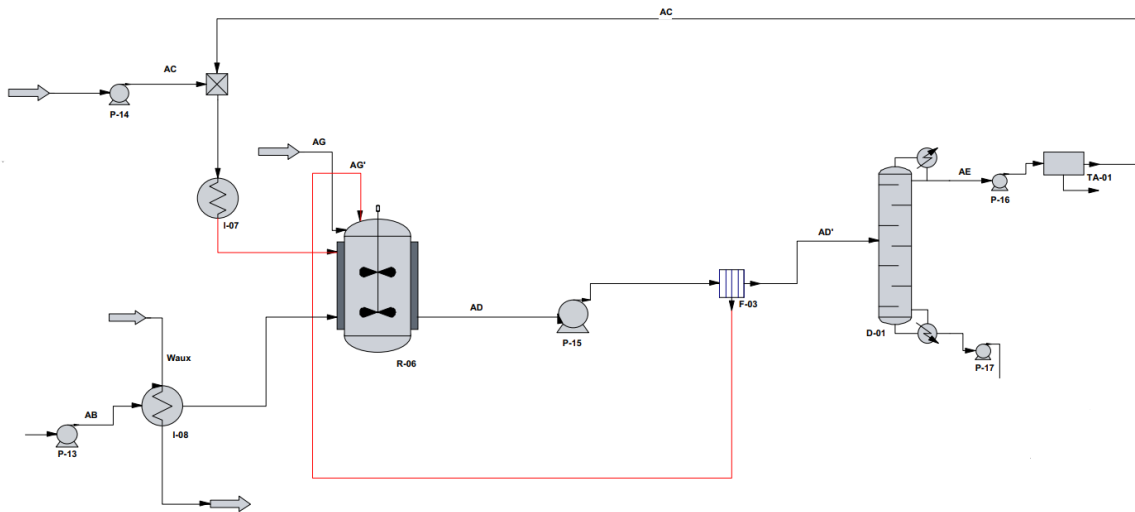 AC
AC
P-14
AG
AG'
I-07
AE
P-16
TA-01
AD'
F-03
AD
P-15
D-01
P-17
R-06
Waux
AB
I-08
P-13